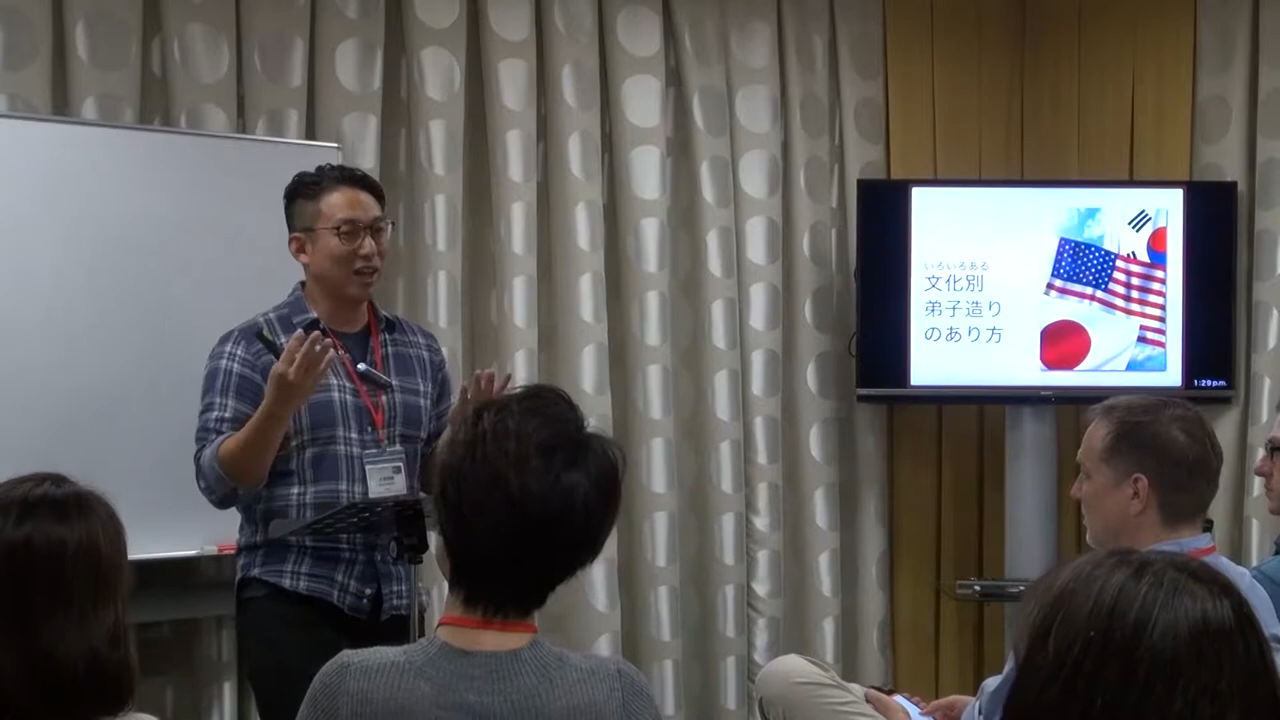 いろいろある
文化別
弟子造り
のあり方
1:29 p.m.